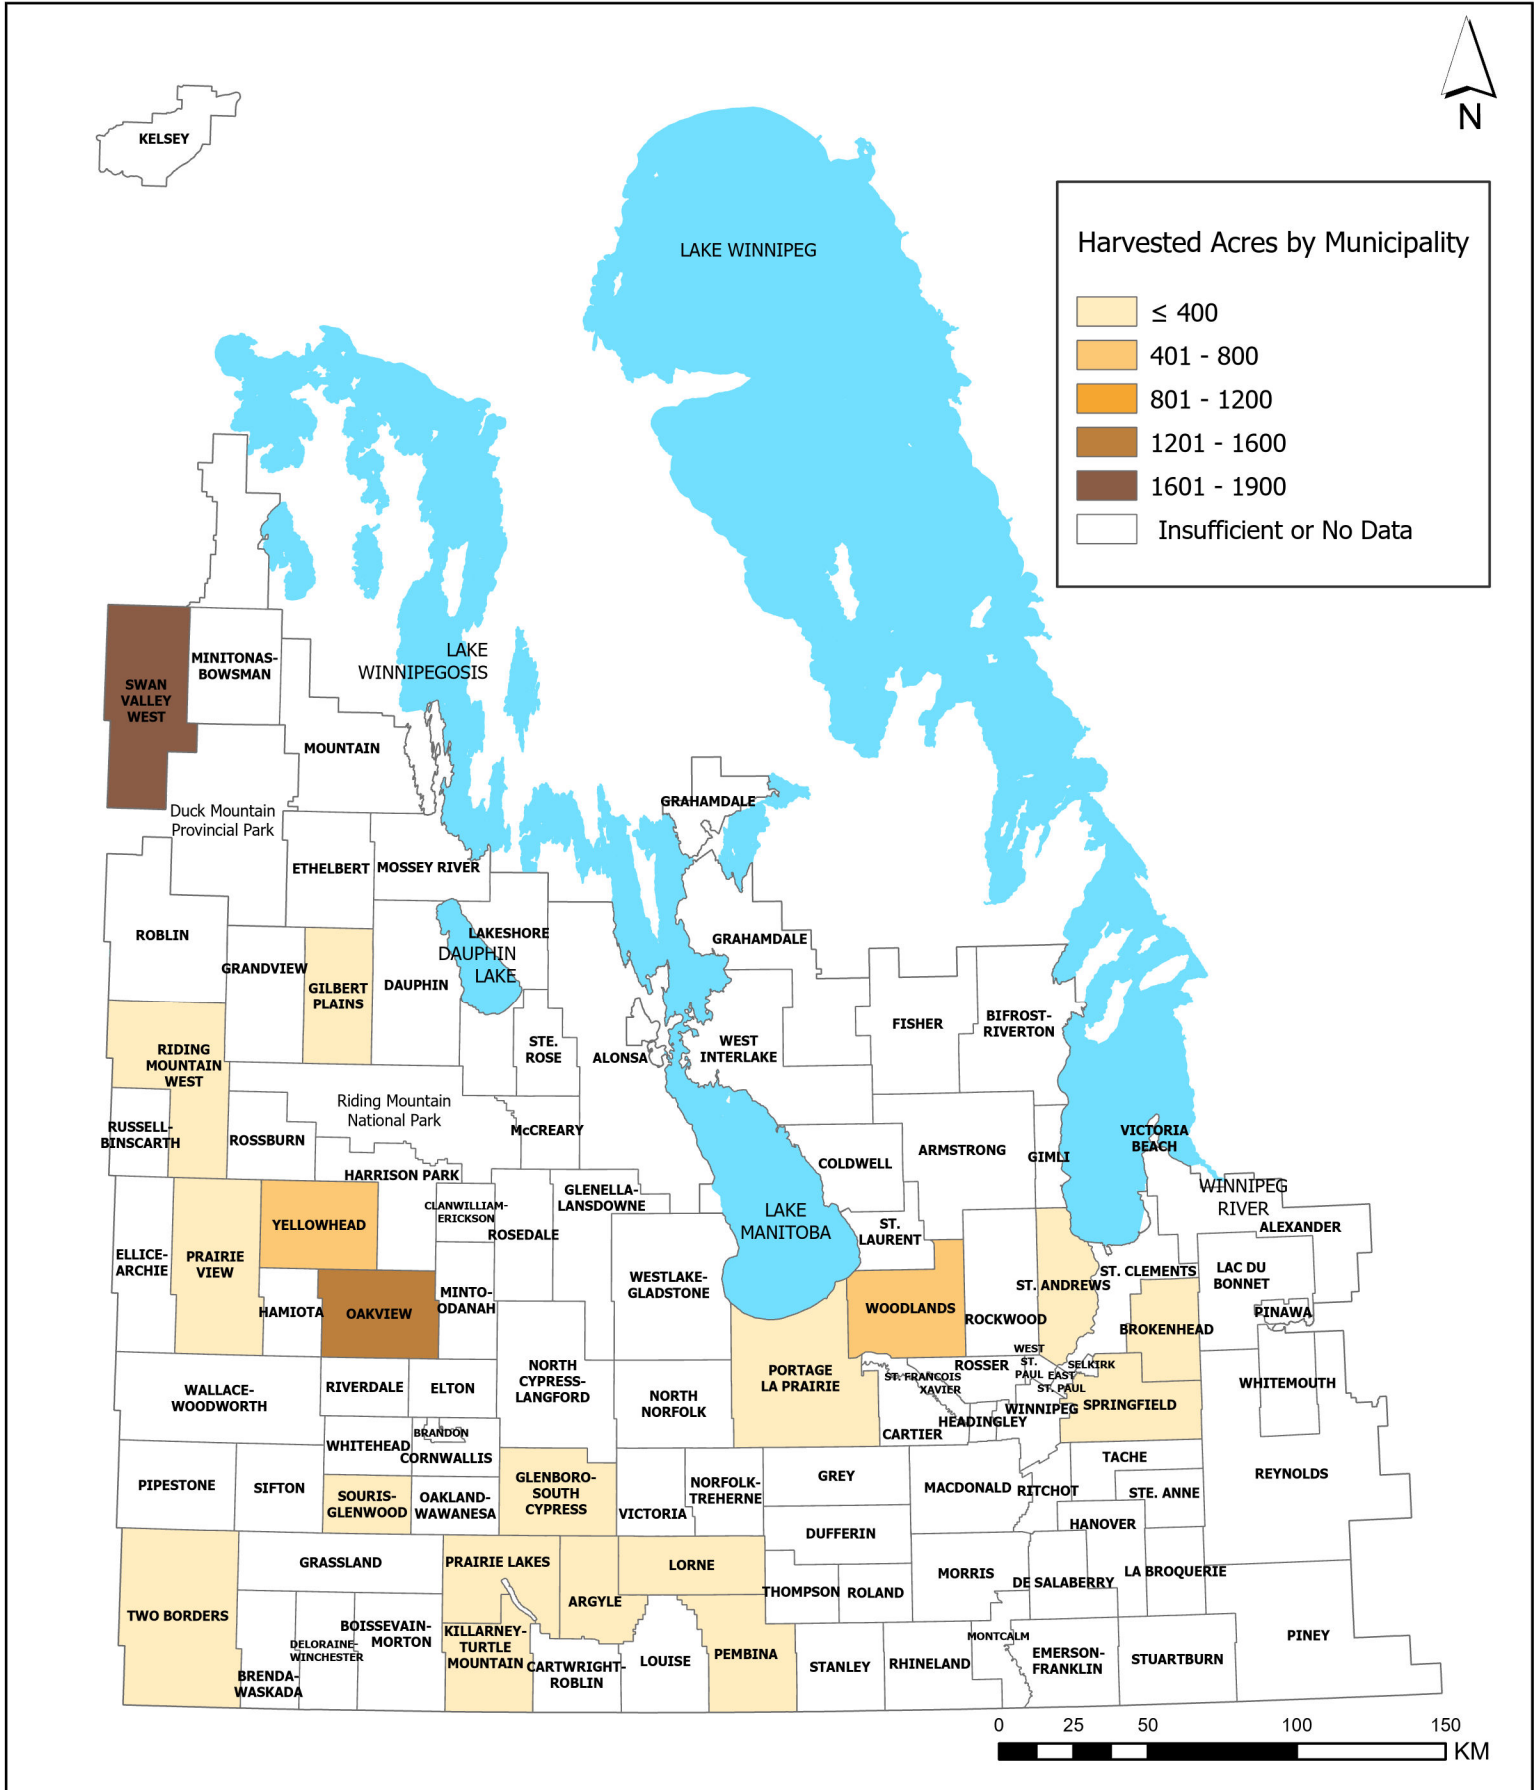 N
KELSEY
LAKE WINNIPEG
Harvested Acres by Municipality
≤ 400
401 - 800
801 - 1200
1201 - 1600
1601 - 1900
Insufficient or No Data
LAKE
WINNIPEGOSIS
MINITONAS-
BOWSMAN
SWAN
VALLEY
WEST
MOUNTAIN
Duck Mountain
Provincial Park
GRAHAMDALE
ETHELBERT
MOSSEY RIVER
ROBLIN
GRANDVIEW
GILBERT
PLAINS
DAUPHIN
LAKESHORE
DAUPHIN
LAKE
GRAHAMDALE
STE.
ROSE
ALONSA
WEST
INTERLAKE
FISHER
BIFROST-
RIVERTON
RIDING
MOUNTAIN
WEST
RUSSELL-
BINSCARTH
ROSSBURN
Riding Mountain
National Park
McCREARY
HARRISON PARK
COLDWELL
ARMSTRONG
GIMLI
VICTORIA
BEACH
WINNIPEG
RIVER
ALEXANDER
ELLICE-
ARCHIE
PRAIRIE
VIEW
YELLOWHEAD
CLANWILLIAM-
ERICKSON
ROSEDALE
GLENELLA-
LANSDOWNE
LAKE
MANITOBA
ST.
LAURENT
HAMIOTA
OAKVIEW
MINTO-
ODANAH
WESTLAKE-
GLADSTONE
WOODLANDS
ROCKWOOD
ST. ANDREWS
ST. CLEMENTS
LAC DU
BONNET
PINAWA
BROKENHEAD
WALLACE-
WOODWORTH
RIVERDALE
ELTON
NORTH
CYPRESS-
LANGFORD
NORTH
NORFOLK
PORTAGE
LA PRAIRIE
ST. FRANCOIS
XAVIER
ROSSER
WEST
ST.
PAUL
EAST
ST. PAUL
SELKIRK
SPRINGFIELD
WHITEMOUTH
WINNIPEG
HEADINGLEY
CARTIER
WHITEHEAD
BRANDON
CORNWALLIS
PIPESTONE
SIFTON
SOURIS-
GLENWOOD
OAKLAND-
WAWANESA
GLENBORO-
SOUTH
CYPRESS
VICTORIA
NORFOLK-
TREHERNE
GREY
MACDONALD
RITCHOT
TACHE
STE. ANNE
REYNOLDS
DUFFERIN
HANOVER
GRASSLAND
PRAIRIE LAKES
LORNE
ARGYLE
THOMPSON
ROLAND
MORRIS
DE SALABERRY
LA BROQUERIE
TWO BORDERS
BRENDA-
WASKADA
DELORAINE-
WINCHESTER
BOISSEVAIN-
MORTON
KILLARNEY-
TURTLE
MOUNTAIN
CARTWRIGHT-
ROBLIN
LOUISE
PEMBINA
STANLEY
RHINELAND
MONTCALM
EMERSON-
FRANKLIN
STUARTBURN
PINEY
0 25 50 100 150
KM